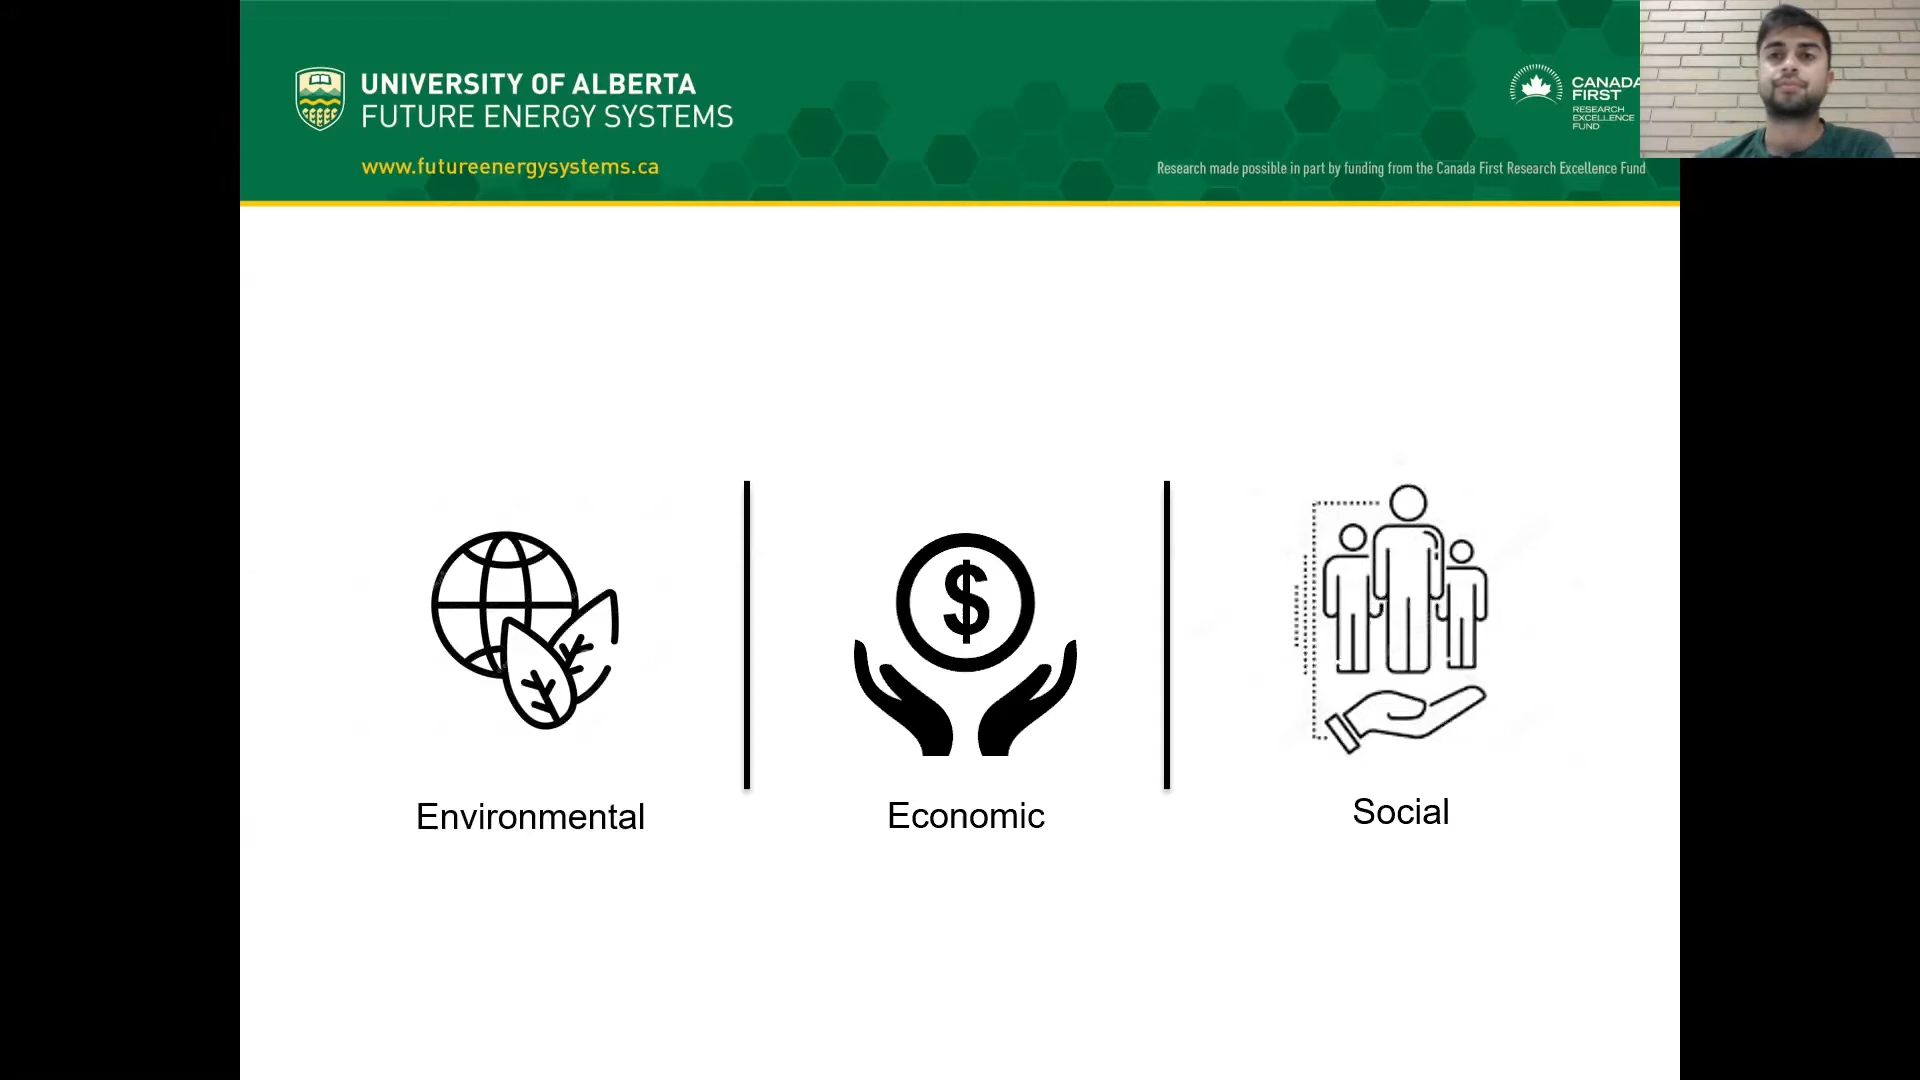 UNIVERSITY OF ALBERTA
FUTURE ENERGY SYSTEMS
www.futureenergysystems.ca
CANADA
FIRST
RESEARCH
EXCELLENCE
FUND
Research made possible in part by funding from the Canada First Research Excellence Fund
$
Environmental
Economic
Social